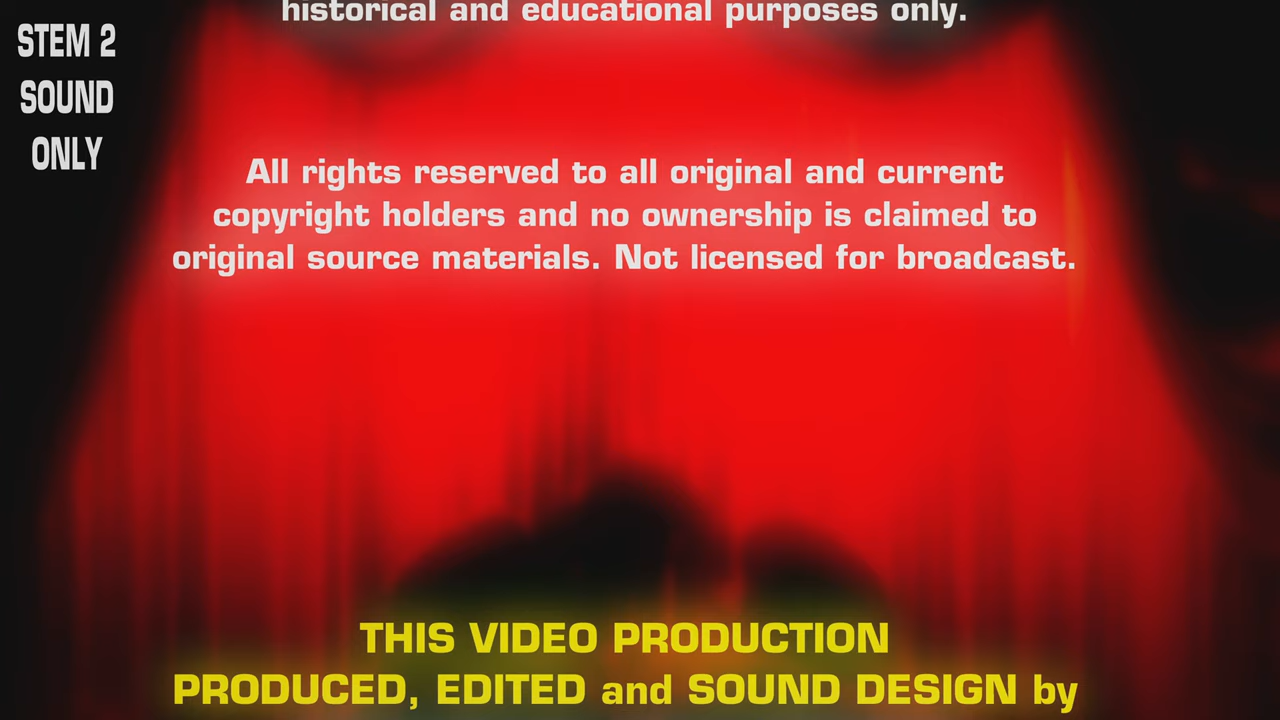 historical and educational purposes only.
STEM 2
SOUND
ONLY
All rights reserved to all original and current
copyright holders and no ownership is claimed to
original source materials. Not licensed for broadcast.
THIS VIDEO PRODUCTION
PRODUCED, EDITED and SOUND DESIGN by